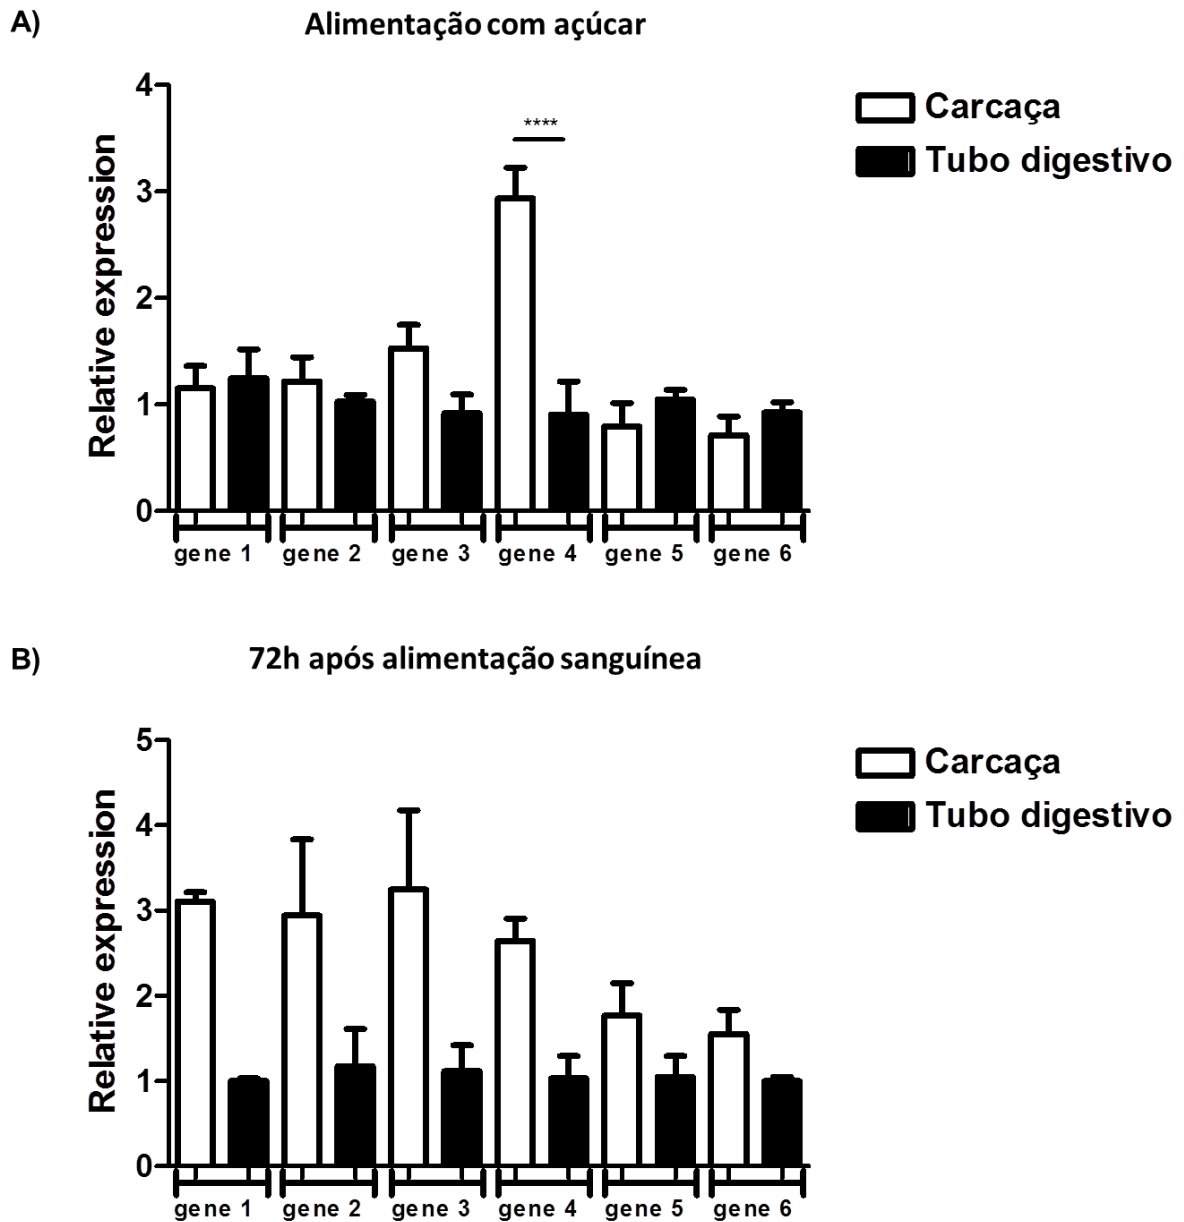 A)
Alimentação com açúcar
Relative expression
4
3
2
1
0
****
Carcaça
Tubo digestivo
gene 1 gene 2 gene 3 gene 4 gene 5 gene 6
B)
72h após alimentação sanguínea
Relative expression
5
4
3
2
1
0
Carcaça
Tubo digestivo
gene 1 gene 2 gene 3 gene 4 gene 5 gene 6